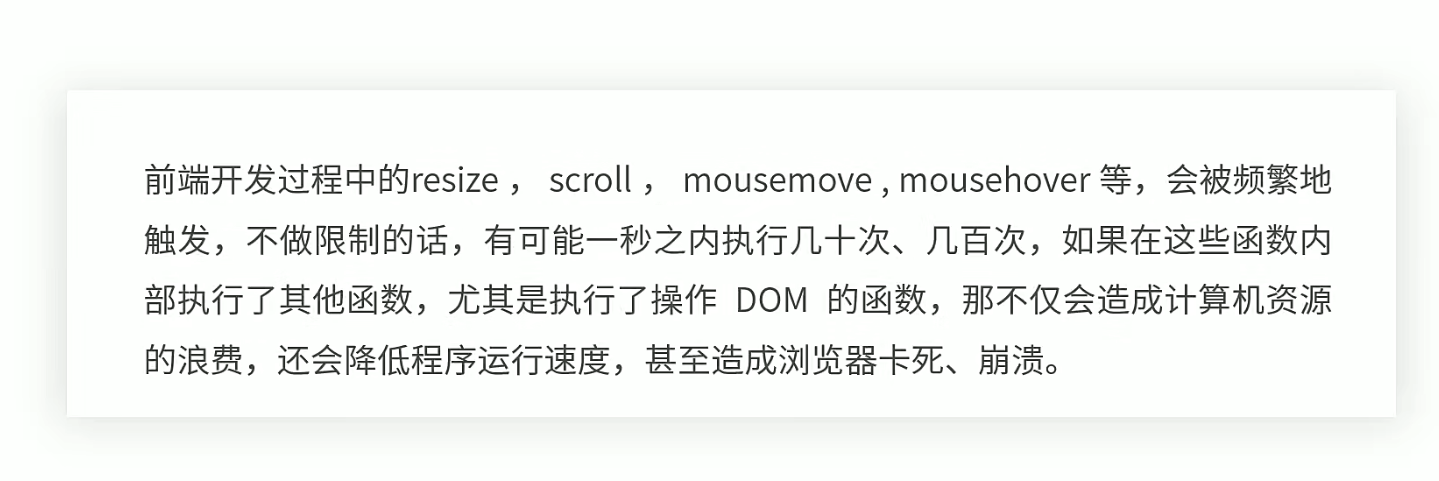 前端开发过程中的resize ， scroll ， mousemove , mousehover 等，会被频繁地
触发，不做限制的话，有可能一秒之内执行几十次、几百次，如果在这些函数内
部执行了其他函数，尤其是执行了操作 DOM 的函数，那不仅会造成计算机资源
的浪费，还会降低程序运行速度，甚至造成浏览器卡死、崩溃。